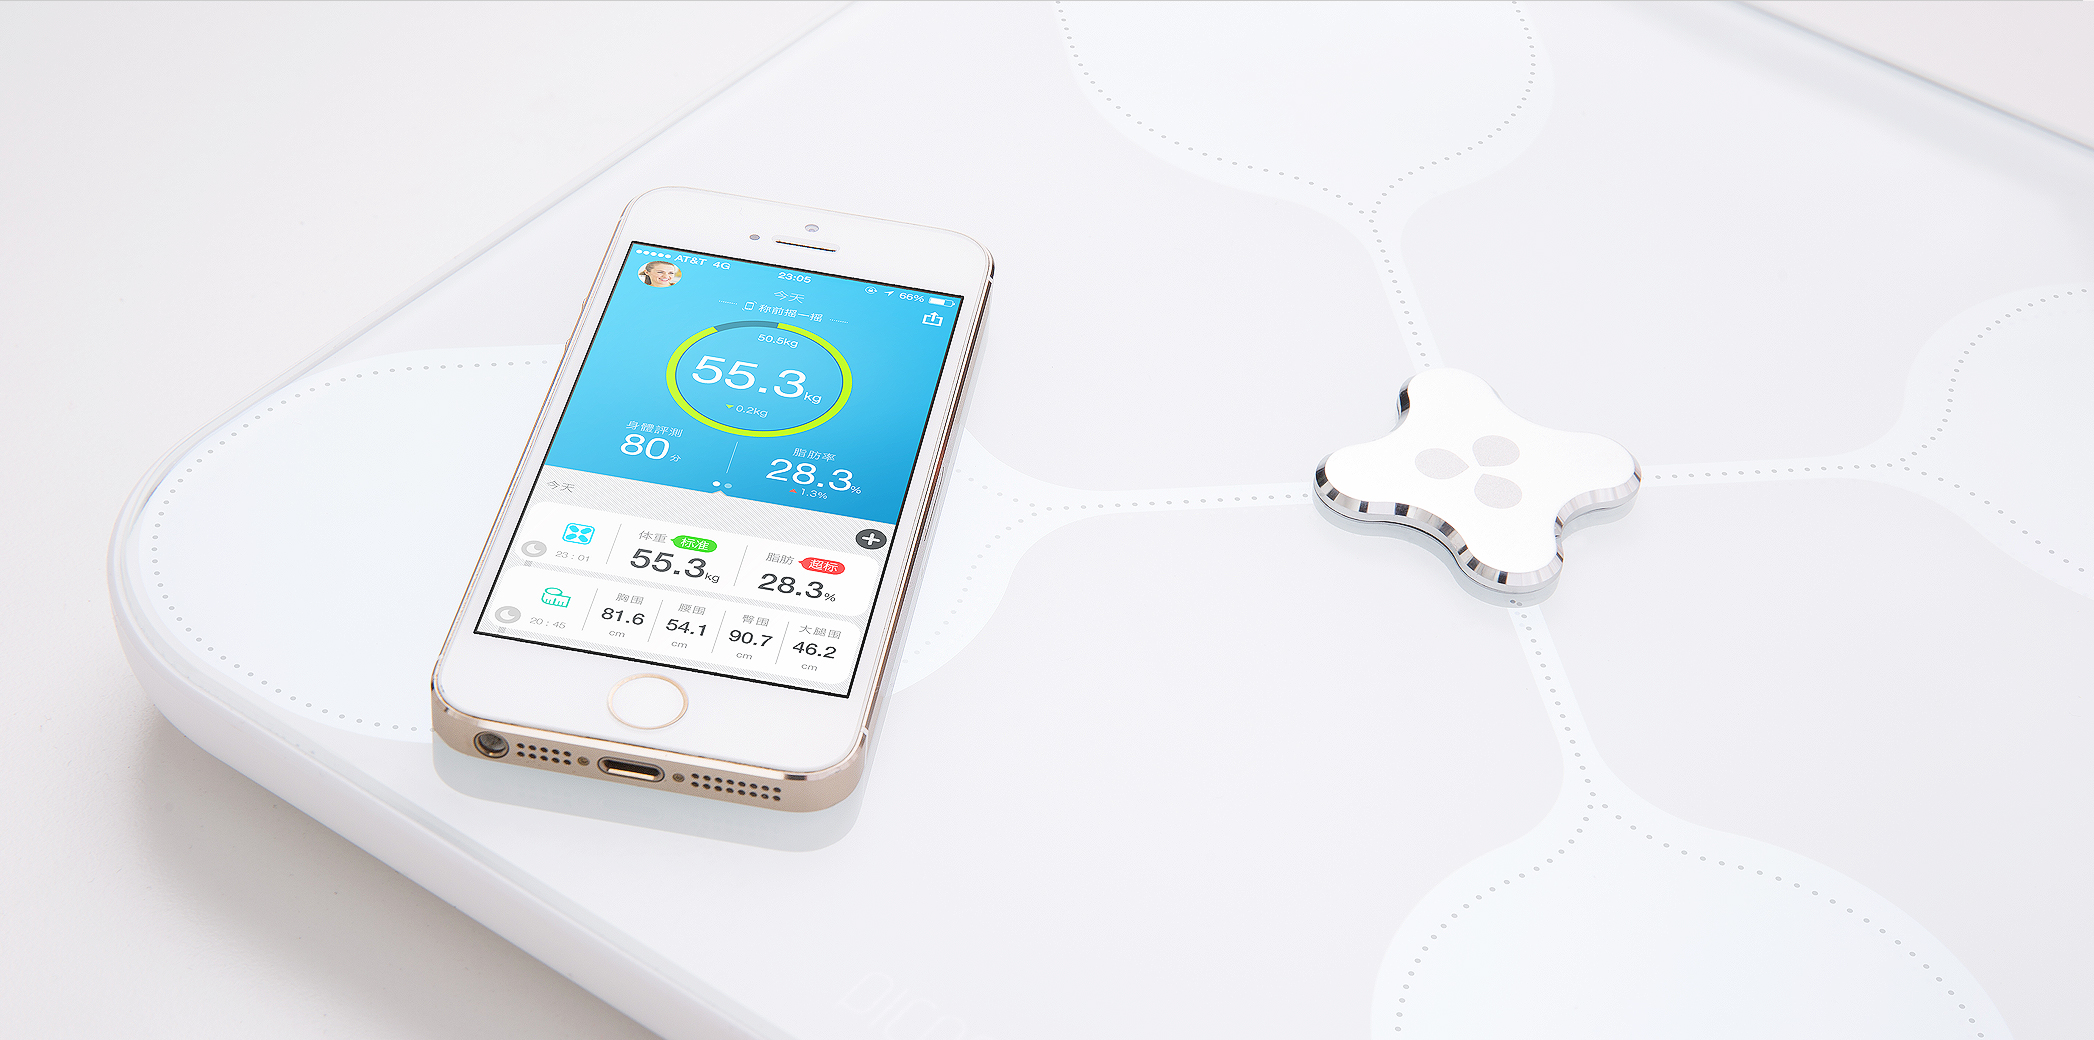 AT&T 4G 23:05 66%
今天
称前摇一摇
50.5kg
55.3kg
0.2kg
身體評測
80分
脂肪率
28.3%
1.3%
今天
23:01
体重 标准
55.3kg
脂肪 超标
28.3%
20:45
胸围
81.6
cm
腰围
54.1
cm
臀围
90.7
cm
大腿围
46.2
cm